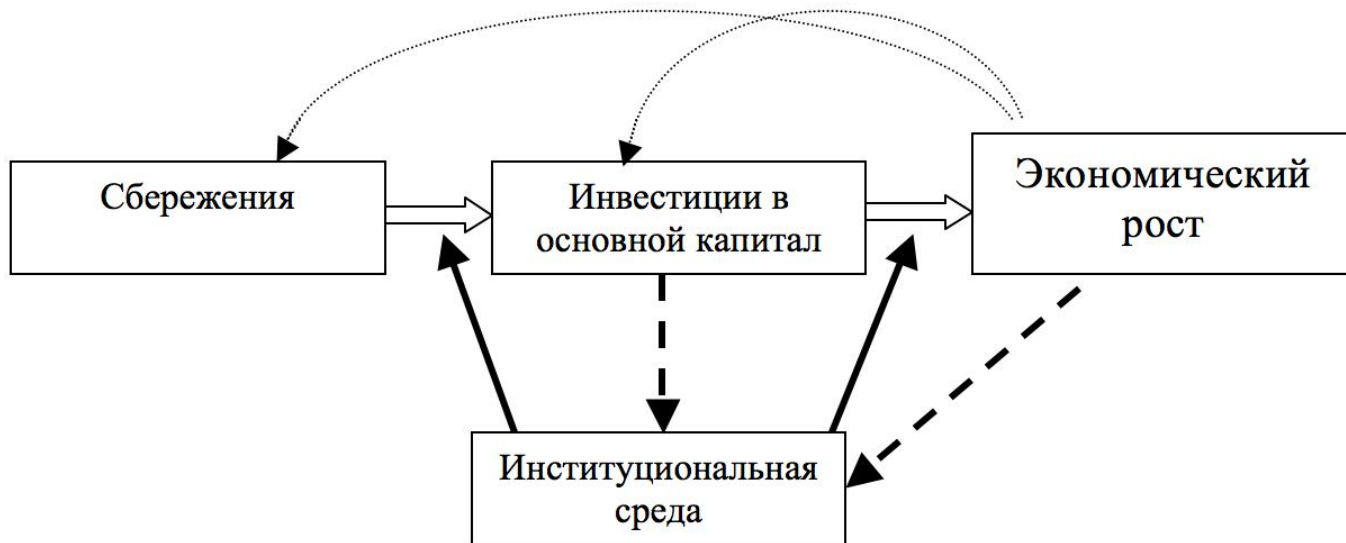 Сбережения
Инвестиции в
основной капитал
Экономический
рост
Институциональная
среда